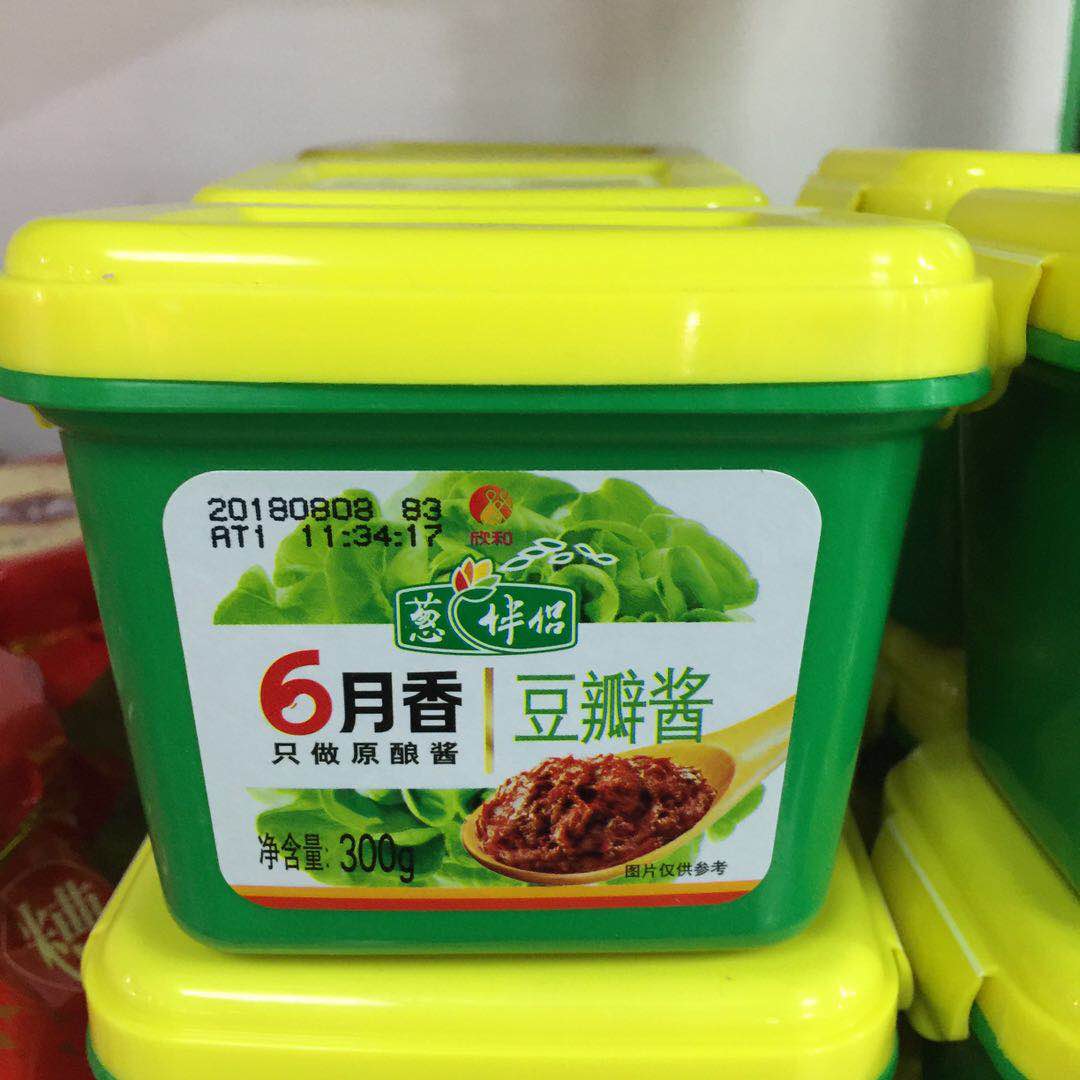 20180808 83
AT1 11:34:17
欣和
葱伴侣
6月香
只做原酿酱
豆瓣酱
净含量: 300g
图片仅供参考